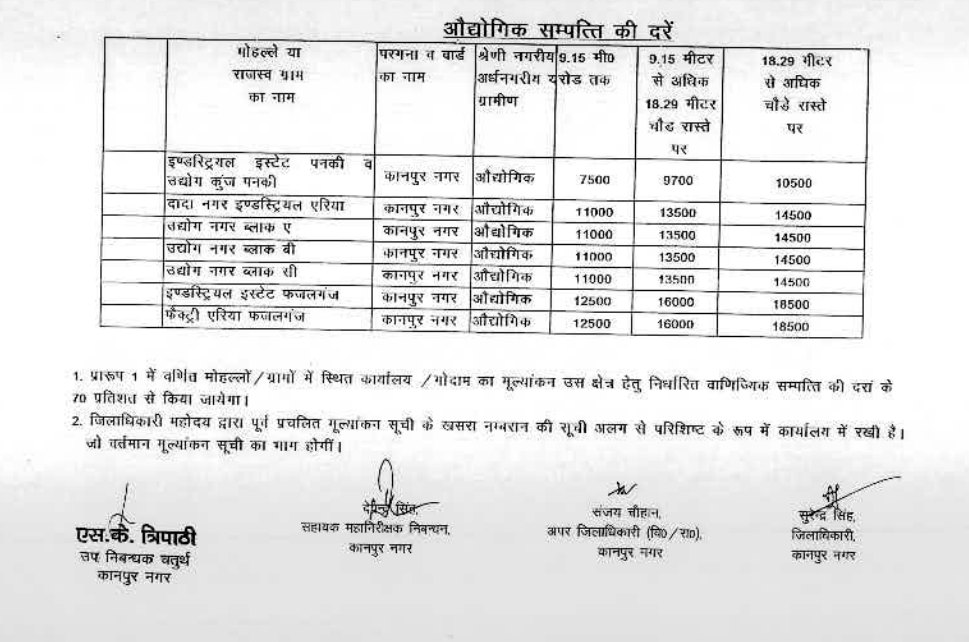 औद्योगिक सम्पत्ति की दरें
मोहल्ले या राजस्व ग्राम का नाम | परगना व वार्ड का नाम | श्रेणी नगरीय अर्धनगरीय व ग्रामीण | 9.15 मी0 रोड तक | 9.15 मीटर से अधिक 18.29 मीटर चौड रास्ते पर | 18.29 मीटर से अधिक चौडे रास्ते पर
इण्डस्ट्रियल इस्टेट पनकी व उद्योग कुंज पनकी | कानपुर नगर | औद्योगिक | 7500 | 9700 | 10500
दादा नगर इण्डस्ट्रियल एरिया | कानपुर नगर | औद्योगिक | 11000 | 13500 | 14500
उद्योग नगर ब्लाक ए | कानपुर नगर | औद्योगिक | 11000 | 13500 | 14500
उद्योग नगर ब्लाक बी | कानपुर नगर | औद्योगिक | 11000 | 13500 | 14500
उद्योग नगर ब्लाक सी | कानपुर नगर | औद्योगिक | 11000 | 13500 | 14500
इण्डस्ट्रियल इस्टेट फजलगंज | कानपुर नगर | औद्योगिक | 12500 | 16000 | 18500
फैक्ट्री एरिया फजलगंज | कानपुर नगर | औद्योगिक | 12500 | 16000 | 18500
1. प्रारूप 1 में वर्णित मोहल्लों/ग्रामों में स्थित कार्यालय /गोदाम का मूल्यांकन उस क्षेत्र हेतु निर्धारित वाणिज्यिक सम्पत्ति की दरों के
70 प्रतिशत से किया जायेगा।
2. जिलाधिकारी महोदय द्वारा पूर्व प्रचलित मूल्यांकन सूची के खसरा नम्बरान की सूची अलग से परिशिष्ट के रूप में कार्यालय में रखी है।
जो वर्तमान मूल्यांकन सूची का भाग होगीं।
एस.के. त्रिपाठी
उप निबन्धक चतुर्थ
कानपुर नगर
देवेन्द्र सिंह,
सहायक महानिरीक्षक निबन्धन,
कानपुर नगर
संजय चौहान,
अपर जिलाधिकारी (वि0/रा0),
कानपुर नगर
सुरेन्द्र सिंह,
जिलाधिकारी,
कानपुर नगर